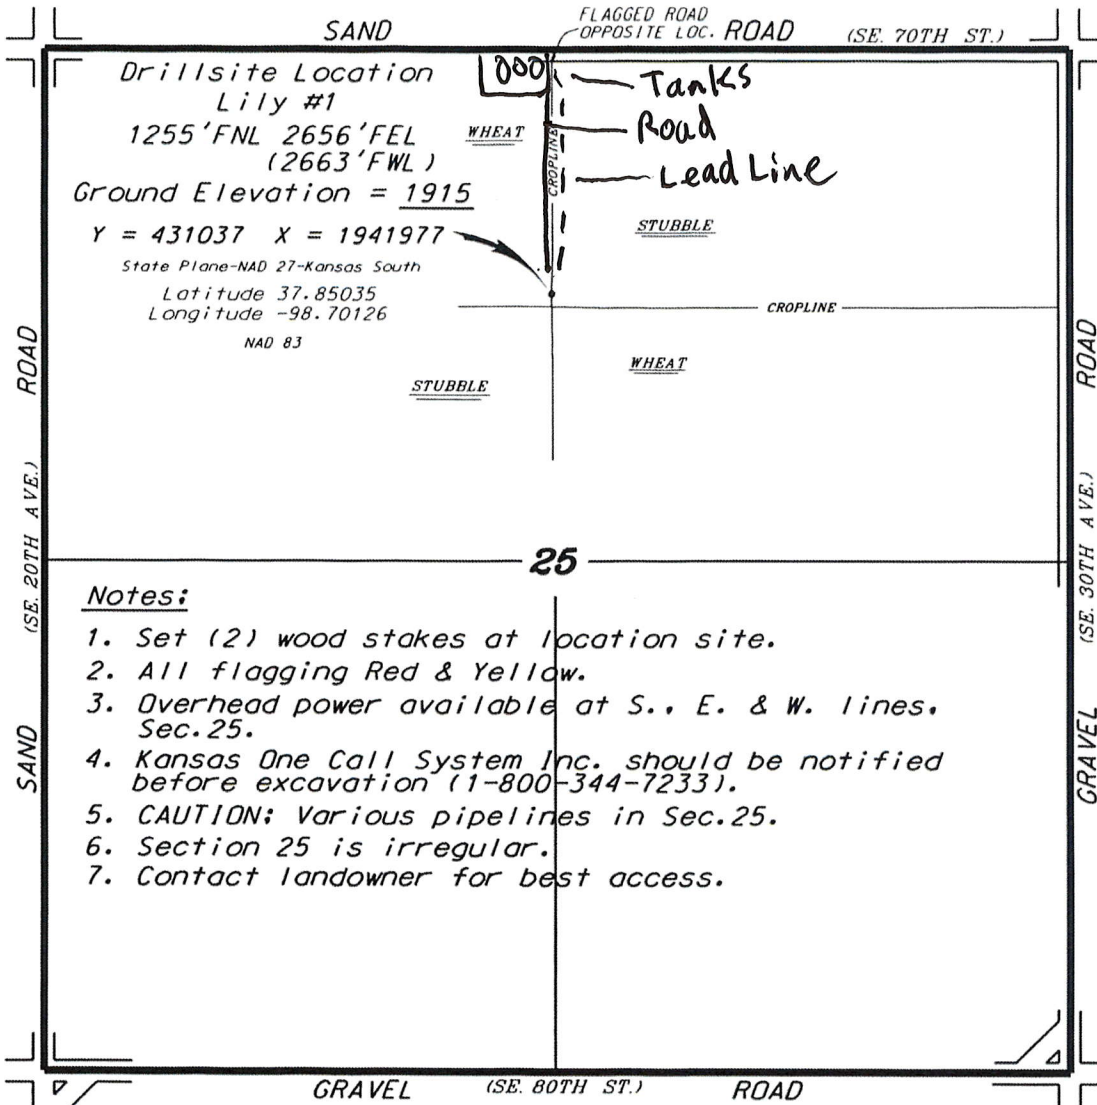 FLAGGED ROAD
OPPOSITE LOC.
SAND ROAD (SE. 70TH ST.)
Drillsite Location
Lily #1
1255'FNL 2656'FEL
(2663'FWL)
Ground Elevation = 1915
Y = 431037 X = 1941977
State Plane-NAD 27-Kansas South
Latitude 37.85035
Longitude -98.70126
NAD 83
000
Tanks
Road
Lead Line
WHEAT
CROPLINE
STUBBLE
CROPLINE
WHEAT
STUBBLE
SAND (SE. 20TH AVE.) ROAD
GRAVEL (SE. 30TH AVE.) ROAD
25
Notes:
1. Set (2) wood stakes at location site.
2. All flagging Red & Yellow.
3. Overhead power available at S., E. & W. lines,
Sec.25.
4. Kansas One Call System Inc. should be notified
before excavation (1-800-344-7233).
5. CAUTION: Various pipelines in Sec.25.
6. Section 25 is irregular.
7. Contact landowner for best access.
GRAVEL (SE. 80TH ST.) ROAD